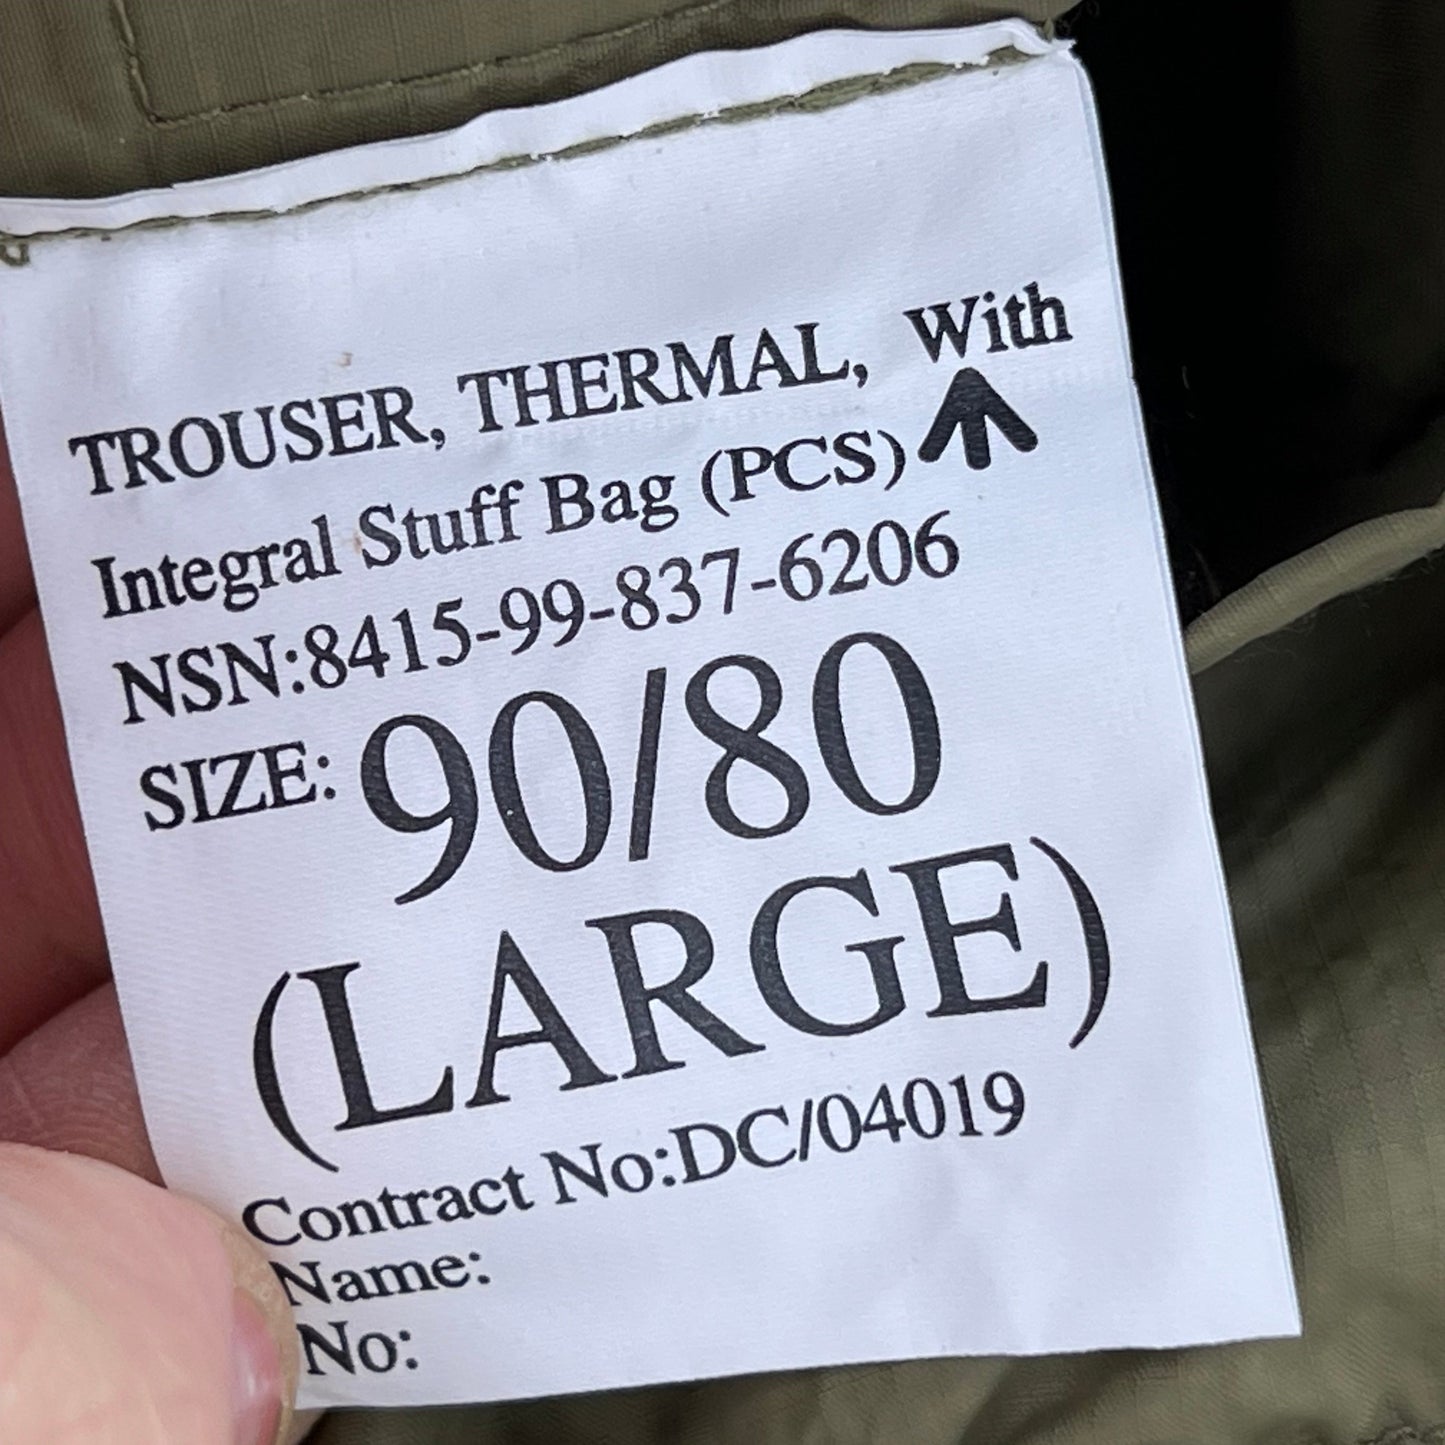 TROUSER, THERMAL, With
Integral Stuff Bag (PCS)
NSN:8415-99-837-6206
SIZE: 90/80
(LARGE)
Contract No:DC/04019
Name:
No: